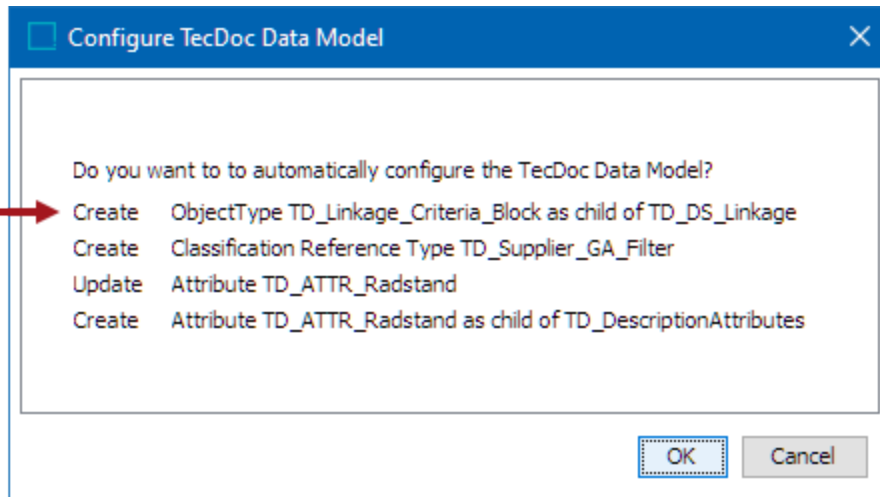 Configure TecDoc Data Model
Do you want to to automatically configure the TecDoc Data Model?
Create ObjectType TD_Linkage_Criteria_Block as child of TD_DS_Linkage
Create Classification Reference Type TD_Supplier_GA_Filter
Update Attribute TD_ATTR_Radstand
Create Attribute TD_ATTR_Radstand as child of TD_DescriptionAttributes
OK Cancel